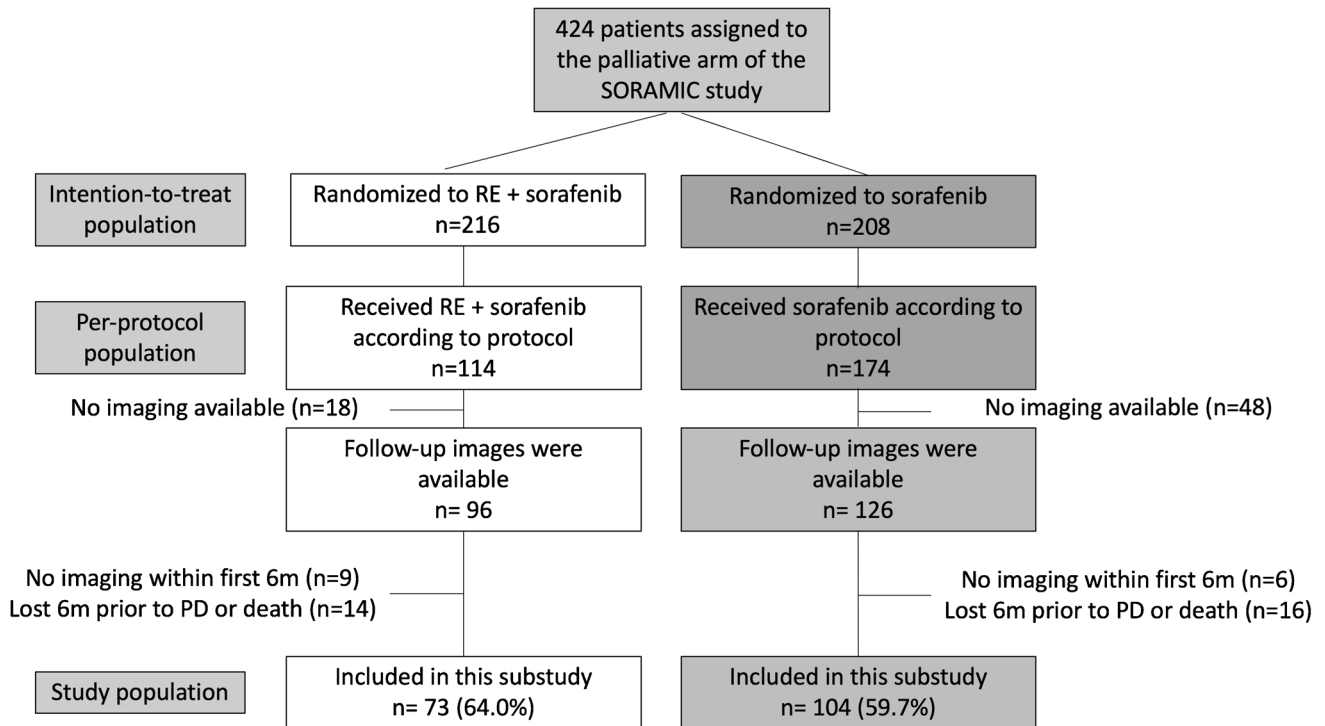 424 patients assigned to
the palliative arm of the
SORAMIC study
Intention-to-treat
population
Randomized to RE + sorafenib
n=216
Randomized to sorafenib
n=208
Per-protocol
population
Received RE + sorafenib
according to protocol
n=114
Received sorafenib according to
protocol
n=174
No imaging available (n=18)
No imaging available (n=48)
Follow-up images were
available
n= 96
Follow-up images were
available
n= 126
No imaging within first 6m (n=9)
Lost 6m prior to PD or death (n=14)
No imaging within first 6m (n=6)
Lost 6m prior to PD or death (n=16)
Study population
Included in this substudy
n= 73 (64.0%)
Included in this substudy
n= 104 (59.7%)